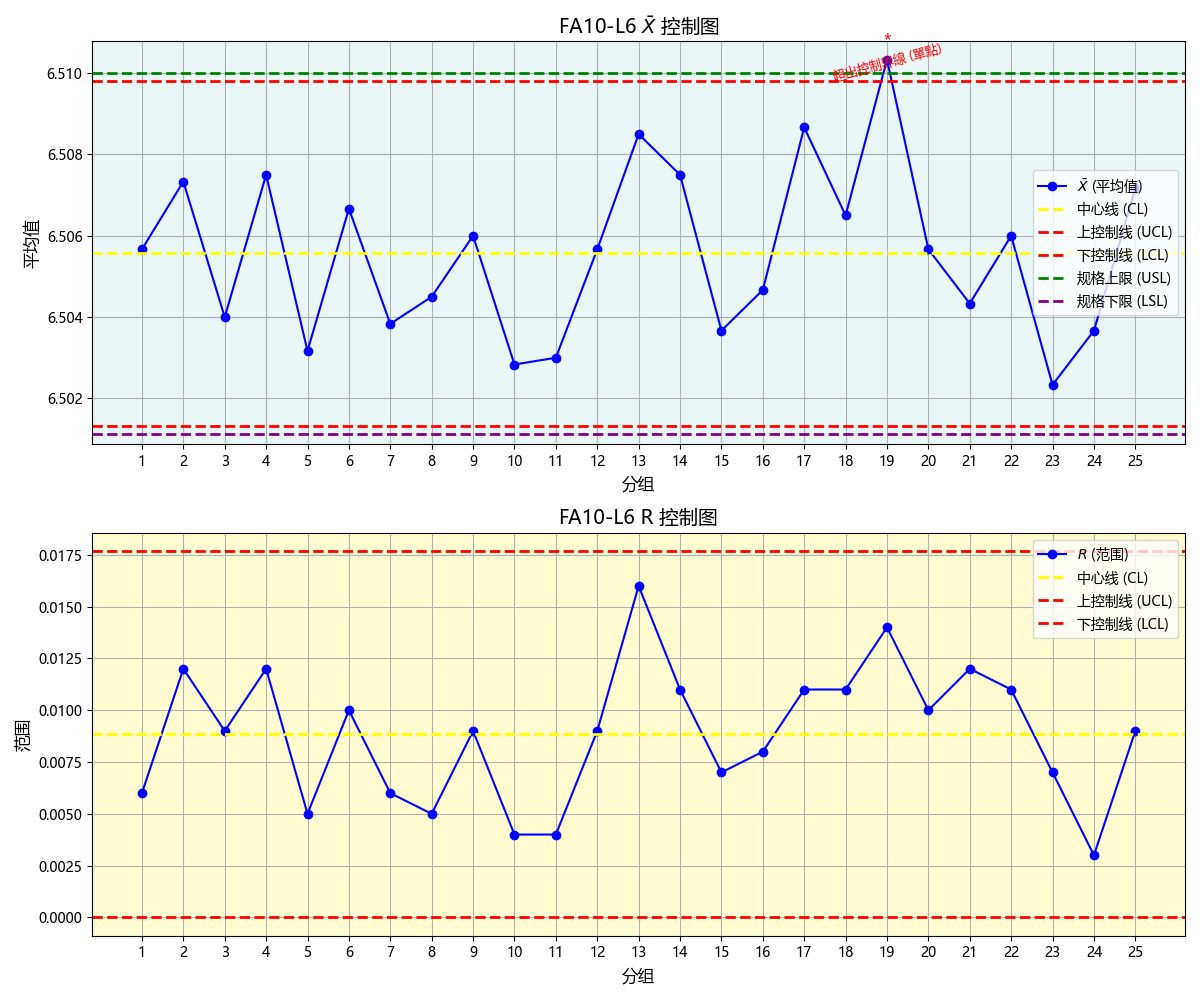 FA10-L6 X̄ 控制图
*
超出控制界線 (單點)
6.510
6.508
6.506
6.504
6.502
平均值
X̄ (平均值)
中心线 (CL)
上控制线 (UCL)
下控制线 (LCL)
规格上限 (USL)
规格下限 (LSL)
1 2 3 4 5 6 7 8 9 10 11 12 13 14 15 16 17 18 19 20 21 22 23 24 25
分组
FA10-L6 R 控制图
0.0175
0.0150
0.0125
0.0100
0.0075
0.0050
0.0025
0.0000
范围
R (范围)
中心线 (CL)
上控制线 (UCL)
下控制线 (LCL)
1 2 3 4 5 6 7 8 9 10 11 12 13 14 15 16 17 18 19 20 21 22 23 24 25
分组